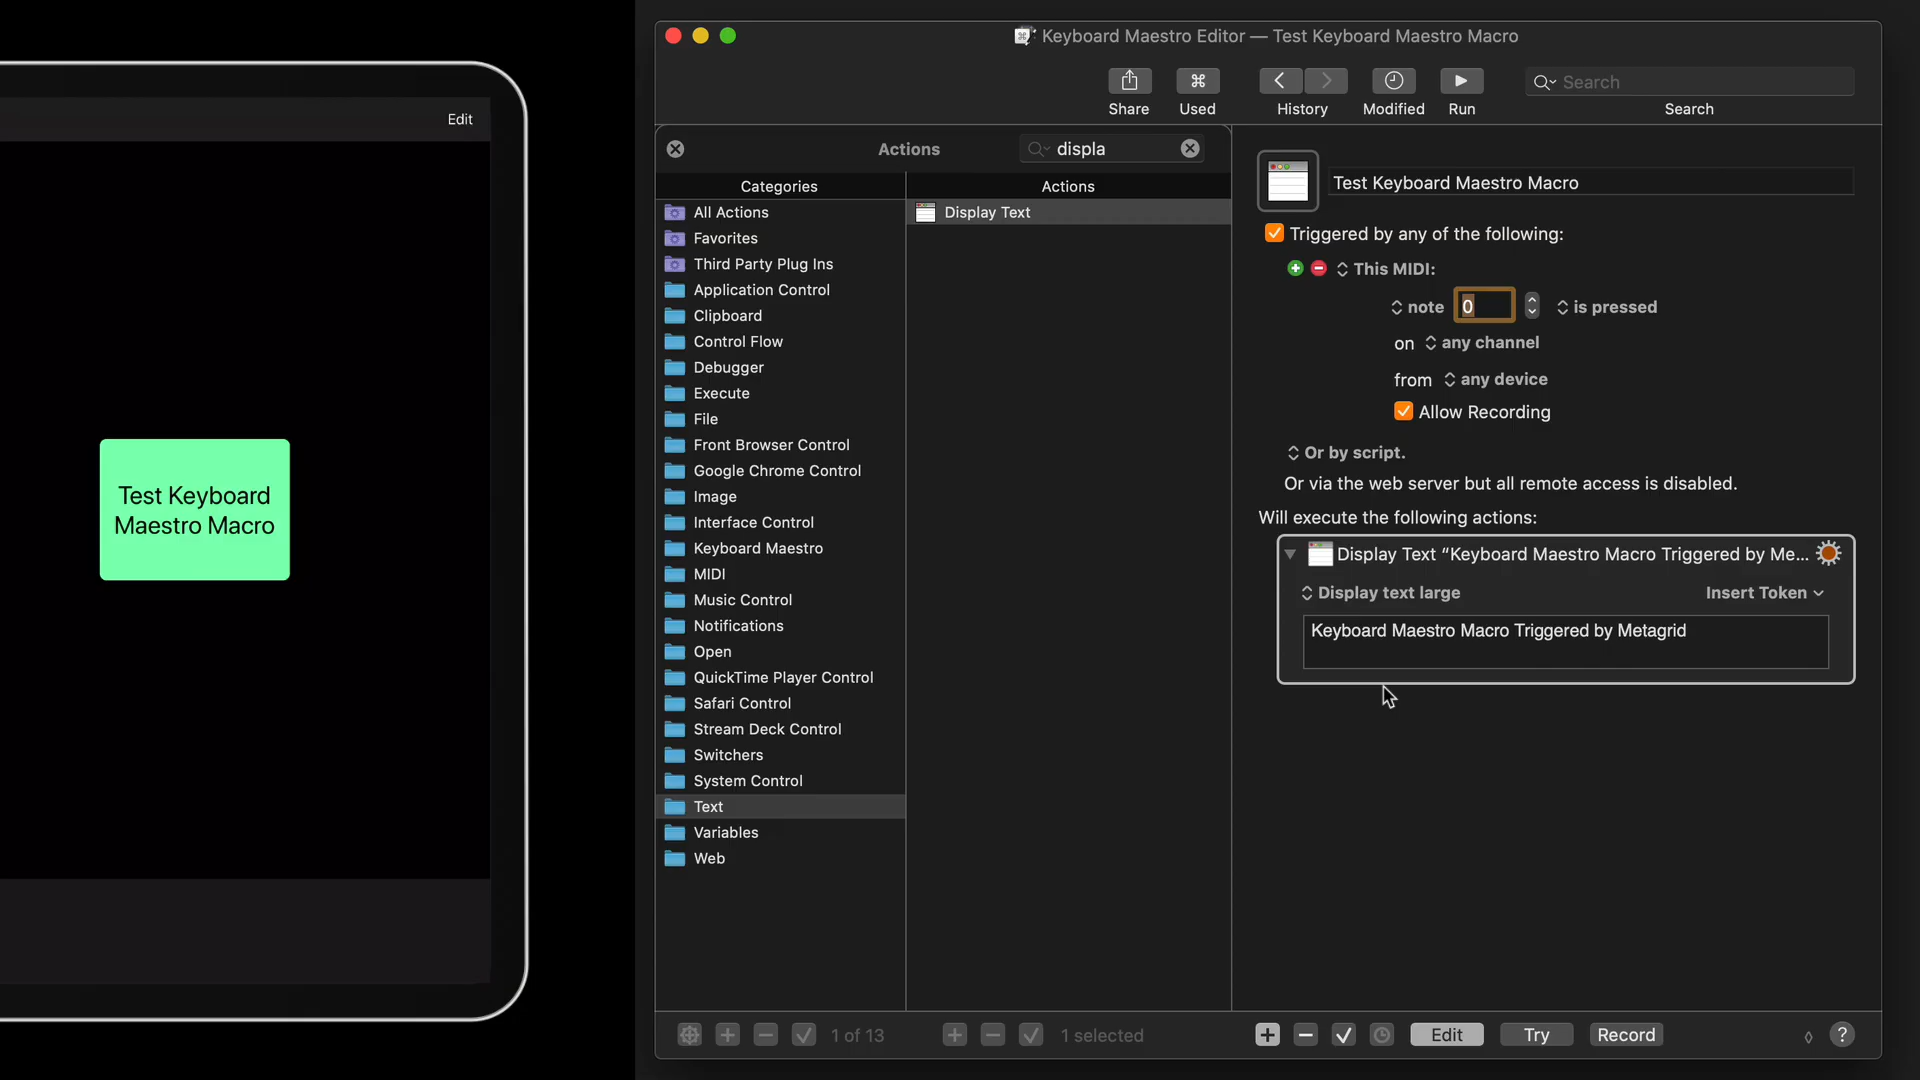 Edit
Test Keyboard
Maestro Macro
Keyboard Maestro Editor — Test Keyboard Maestro Macro
Share
Used
History
Modified
Run
Search
Search
Actions
displa
Categories
Actions
All Actions
Favorites
Third Party Plug Ins
Application Control
Clipboard
Control Flow
Debugger
Execute
File
Front Browser Control
Google Chrome Control
Image
Interface Control
Keyboard Maestro
MIDI
Music Control
Notifications
Open
QuickTime Player Control
Safari Control
Stream Deck Control
Switchers
System Control
Text
Variables
Web
Display Text
Test Keyboard Maestro Macro
Triggered by any of the following:
This MIDI:
note 0 is pressed
on any channel
from any device
Allow Recording
Or by script.
Or via the web server but all remote access is disabled.
Will execute the following actions:
Display Text “Keyboard Maestro Macro Triggered by Me...
Display text large
Insert Token
Keyboard Maestro Macro Triggered by Metagrid
1 of 13
1 selected
Edit
Try
Record
?